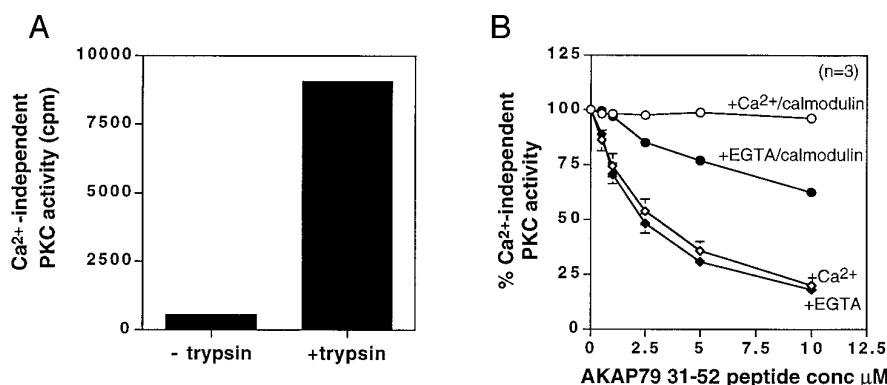 A
Ca²⁺-independent
PKC activity (cpm)
10000
7500
5000
2500
0
- trypsin
+trypsin
B
% Ca²⁺-independent
PKC activity
125
100
75
50
25
0
(n=3)
+Ca²⁺/calmodulin
+EGTA/calmodulin
+Ca²⁺
+EGTA
0
2.5
5
7.5
10
12.5
AKAP79 31-52 peptide conc μM